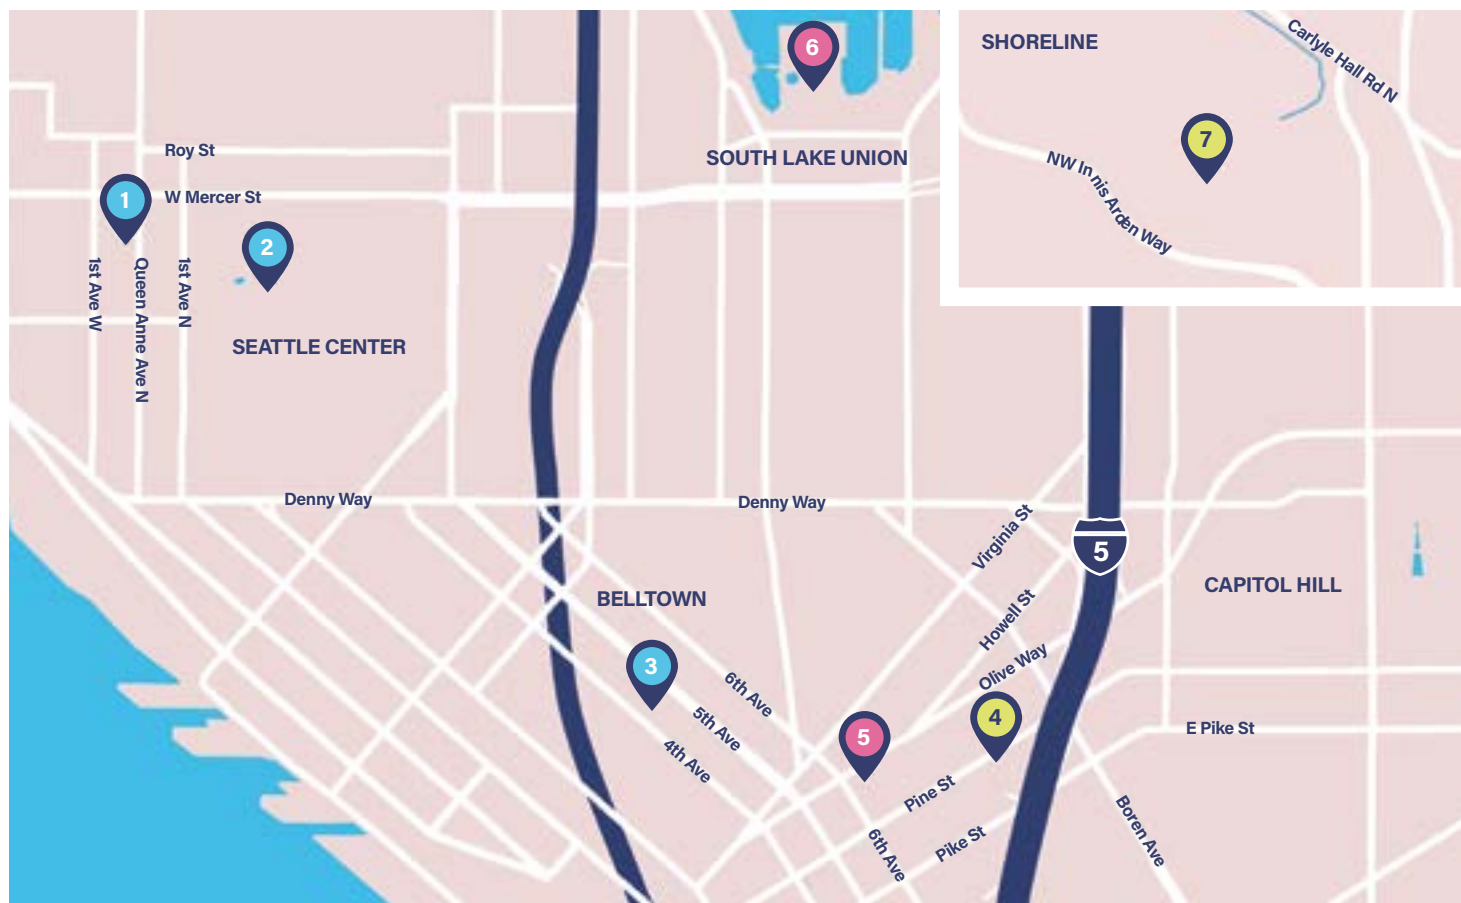 6
SHORELINE
Carlyle Hall Rd N
7
NW Innis Arden Way
Roy St
SOUTH LAKE UNION
W Mercer St
1
2
1st Ave W
Queen Anne Ave N
1st Ave N
SEATTLE CENTER
Denny Way
Denny Way
Virginia St
5
CAPITOL HILL
BELLTOWN
Howell St
3
Olive Way
6th Ave
5th Ave
4th Ave
4
5
E Pike St
Pine St
Pike St
6th Ave
Boren Ave